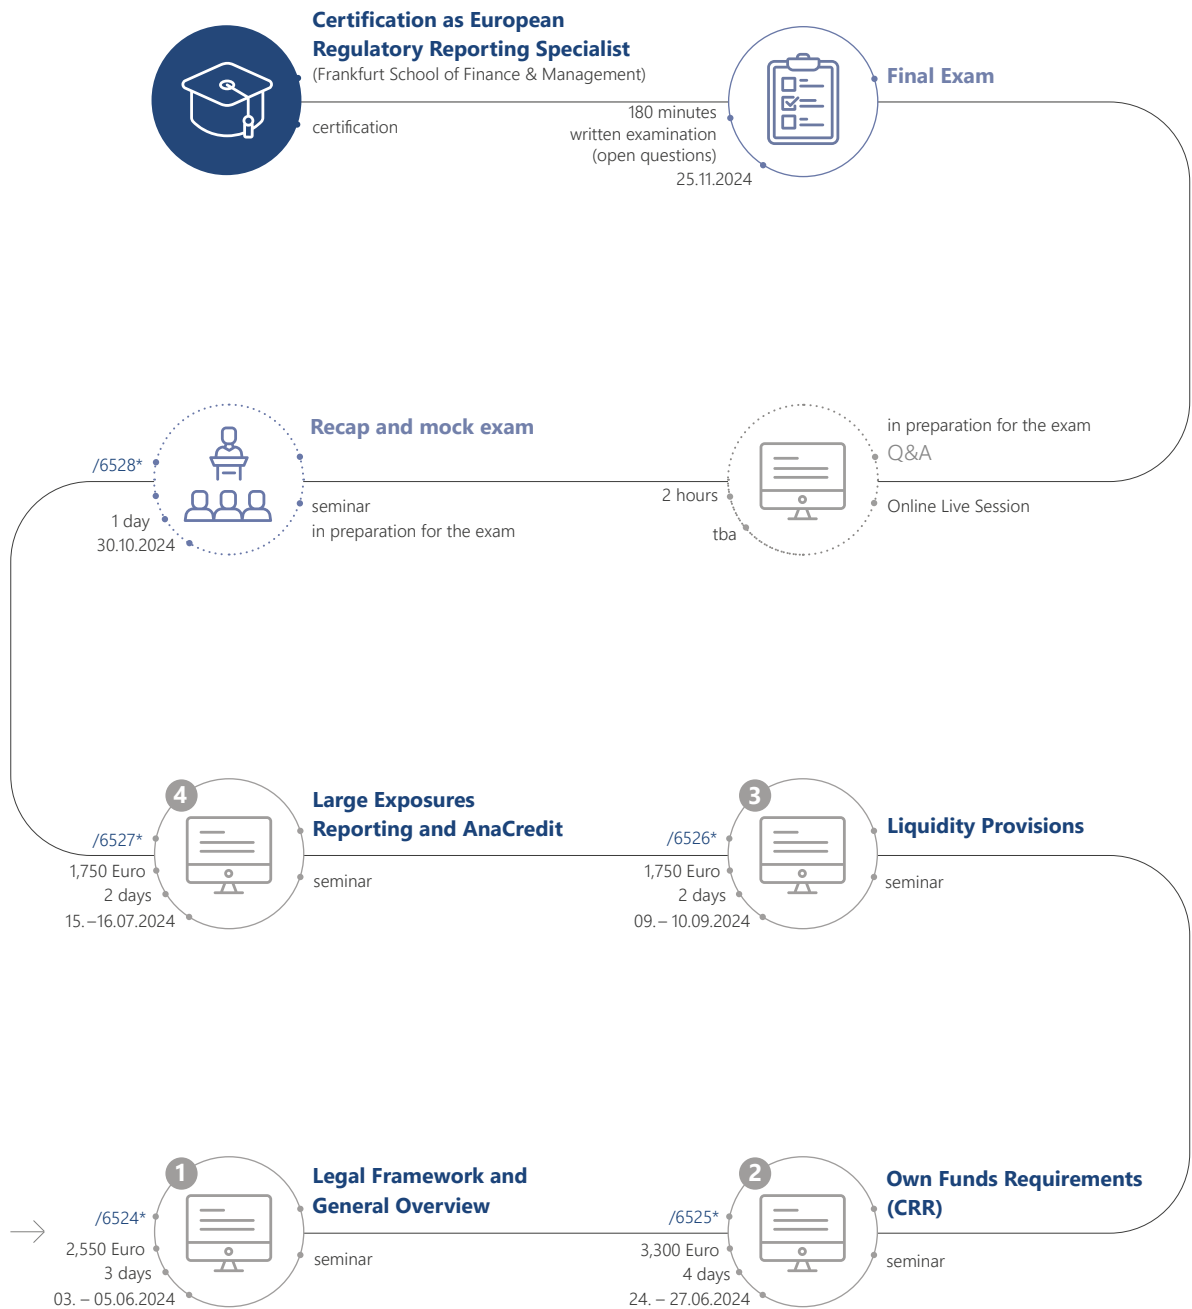 Certification as European
Regulatory Reporting Specialist
(Frankfurt School of Finance & Management)
certification
Final Exam
180 minutes
written examination
(open questions)
25.11.2024
Recap and mock exam
/6528*
1 day
30.10.2024
seminar
in preparation for the exam
in preparation for the exam
Q&A
2 hours
tba
Online Live Session
4
Large Exposures
Reporting and AnaCredit
/6527*
1,750 Euro
2 days
15. –16.07.2024
seminar
3
Liquidity Provisions
/6526*
1,750 Euro
2 days
09. – 10.09.2024
seminar
1
Legal Framework and
General Overview
/6524*
2,550 Euro
3 days
03. – 05.06.2024
seminar
2
Own Funds Requirements
(CRR)
/6525*
3,300 Euro
4 days
24. – 27.06.2024
seminar